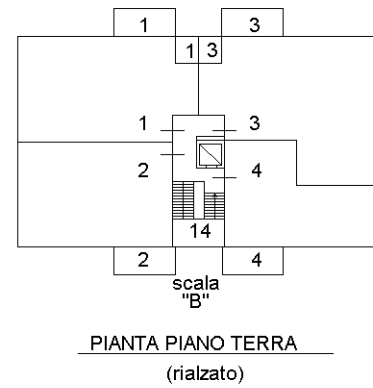 1 3
1 3
1 3
2 4
14
2 4
scala
"B"
PIANTA PIANO TERRA
(rialzato)